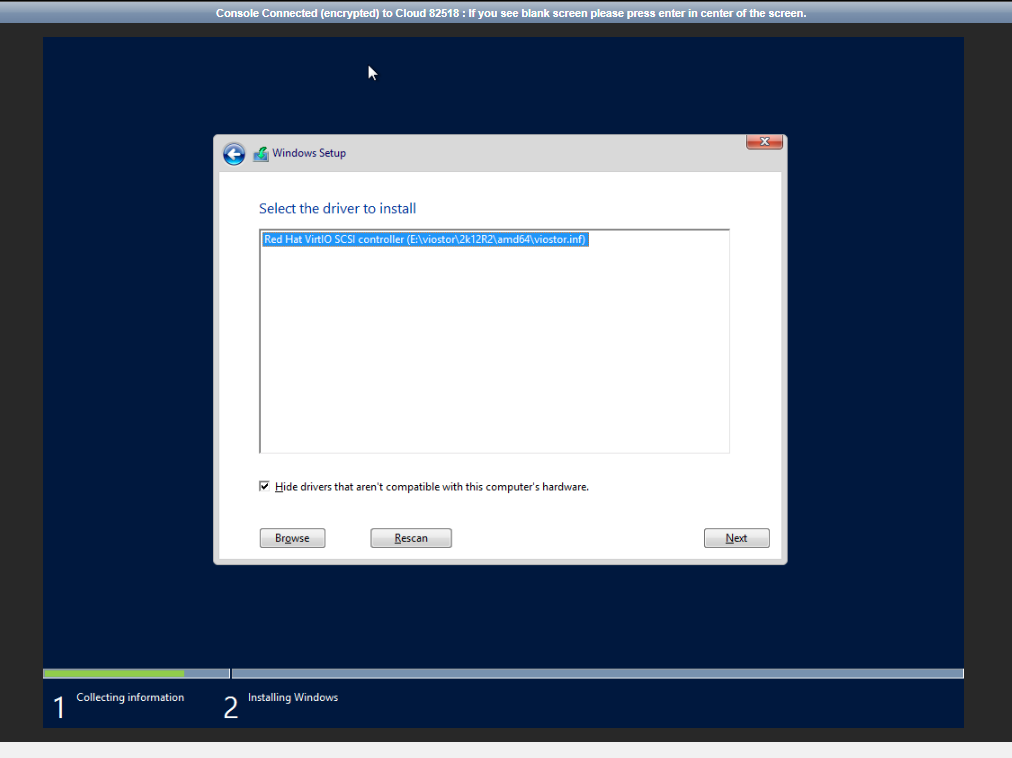 Console Connected (encrypted) to Cloud 82518 : If you see blank screen please press enter in center of the screen.
Windows Setup
Select the driver to install
Red Hat VirtIO SCSI controller (E:\viostor\2k12R2\amd64\viostor.inf)
Hide drivers that aren't compatible with this computer's hardware.
Browse Rescan Next
1 Collecting information 2 Installing Windows